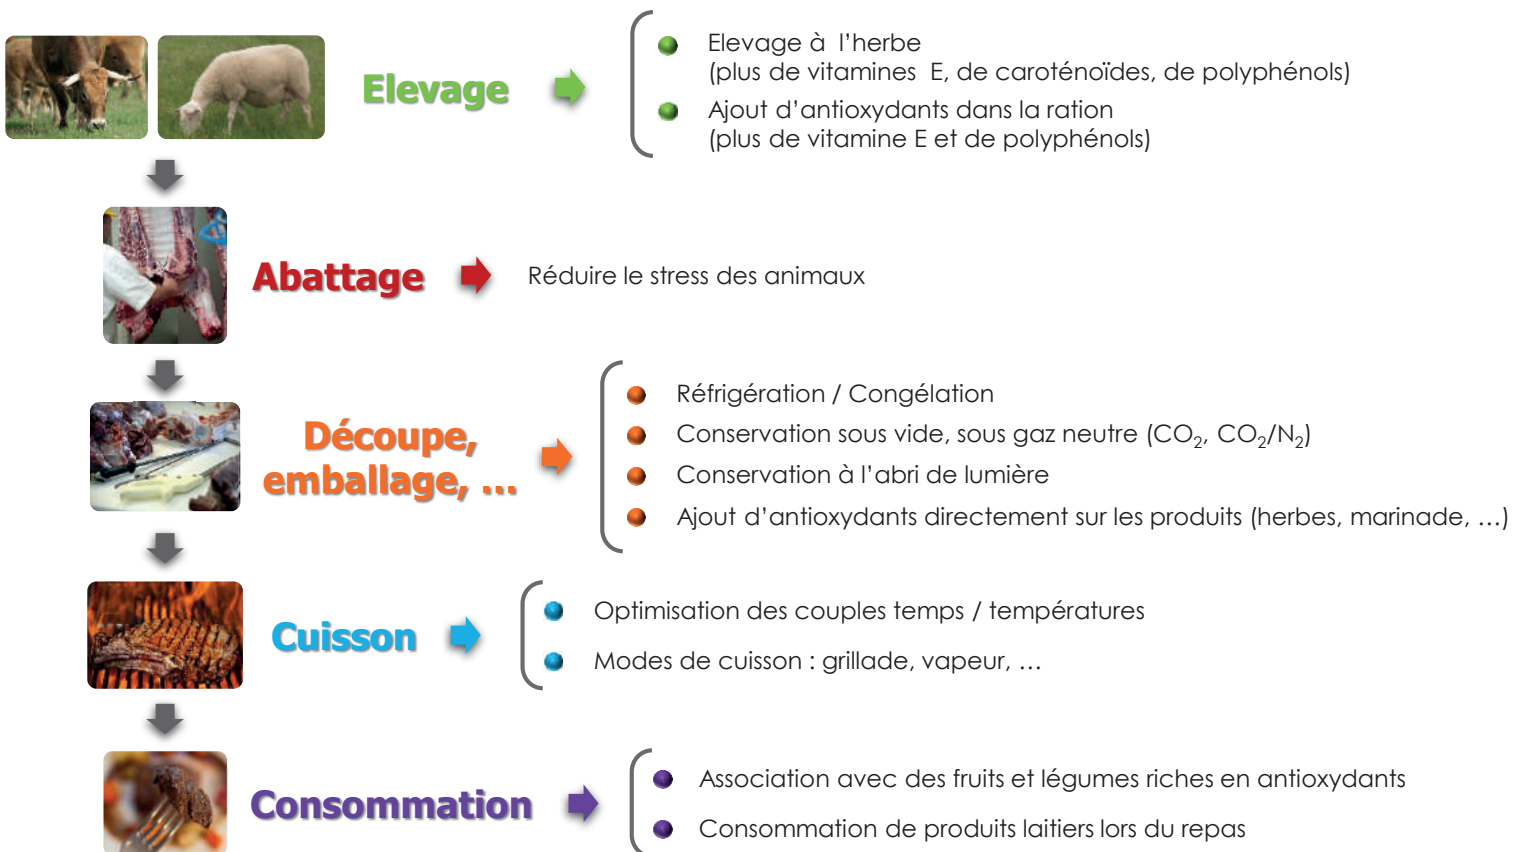 Elevage
Elevage à l'herbe
(plus de vitamines E, de caroténoïdes, de polyphénols)
Ajout d'antioxydants dans la ration
(plus de vitamine E et de polyphénols)
Abattage
Réduire le stress des animaux
Découpe,
emballage, ...
Réfrigération / Congélation
Conservation sous vide, sous gaz neutre (CO₂, CO₂/N₂)
Conservation à l'abri de lumière
Ajout d'antioxydants directement sur les produits (herbes, marinade, …)
Cuisson
Optimisation des couples temps / températures
Modes de cuisson : grillade, vapeur, …
Consommation
Association avec des fruits et légumes riches en antioxydants
Consommation de produits laitiers lors du repas